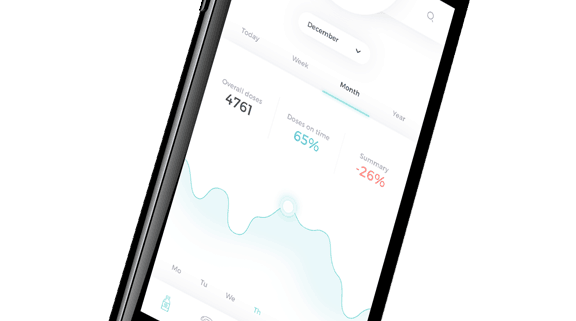 December
Today
Week
Month
Year
Overall doses
4761
Doses on time
65%
Summary
-26%
Mo
Tu
We
Th